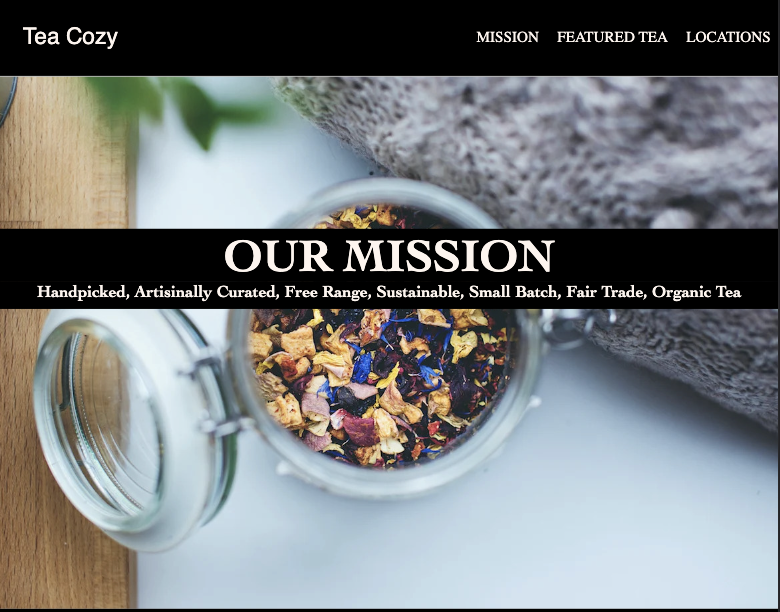 Tea Cozy
MISSION FEATURED TEA LOCATIONS
OUR MISSION
Handpicked, Artisinally Curated, Free Range, Sustainable, Small Batch, Fair Trade, Organic Tea